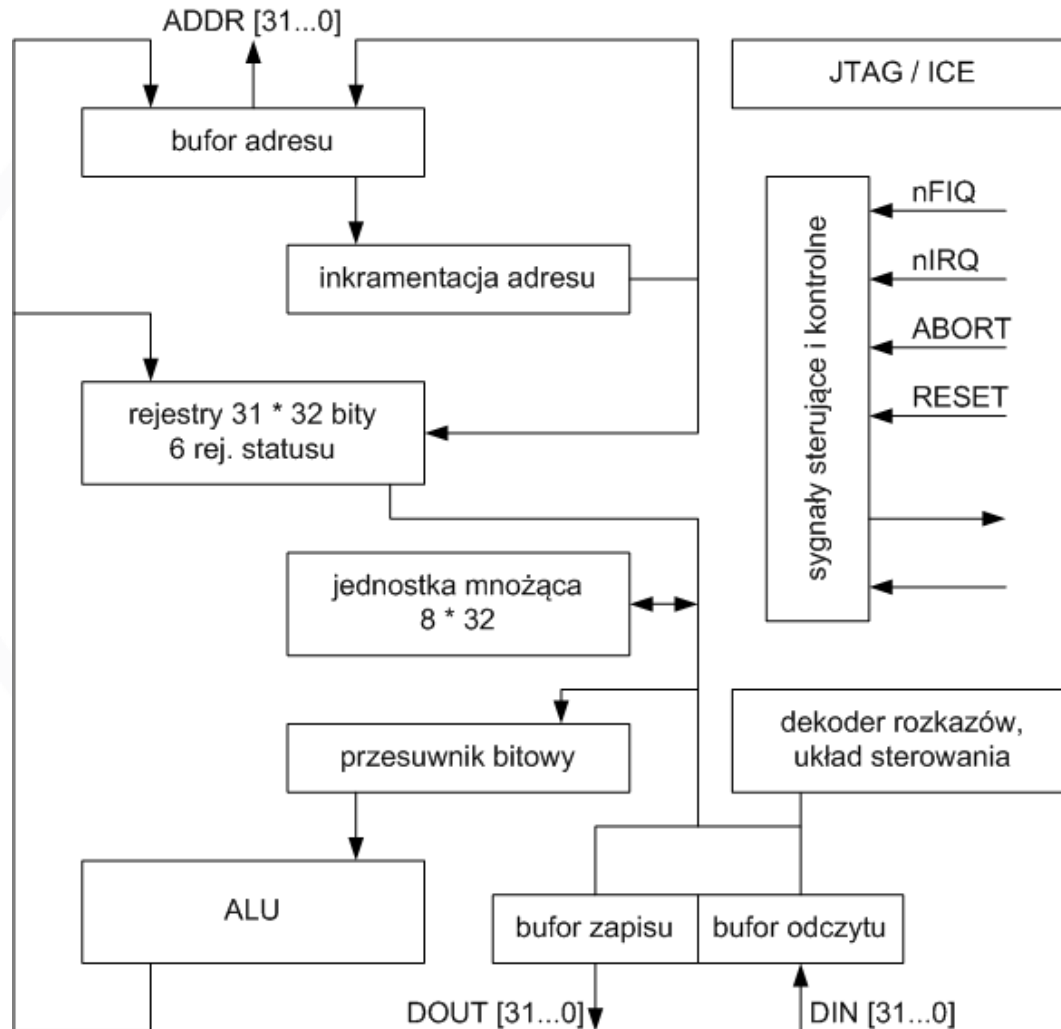 ADDR [31...0]
JTAG / ICE
bufor adresu
nFIQ
nIRQ
ABORT
RESET
sygnały sterujące i kontrolne
inkramentacja adresu
rejestry 31 * 32 bity
6 rej. statusu
jednostka mnożąca
8 * 32
przesuwnik bitowy
dekoder rozkazów,
układ sterowania
ALU
bufor zapisu
bufor odczytu
DOUT [31...0]
DIN [31...0]